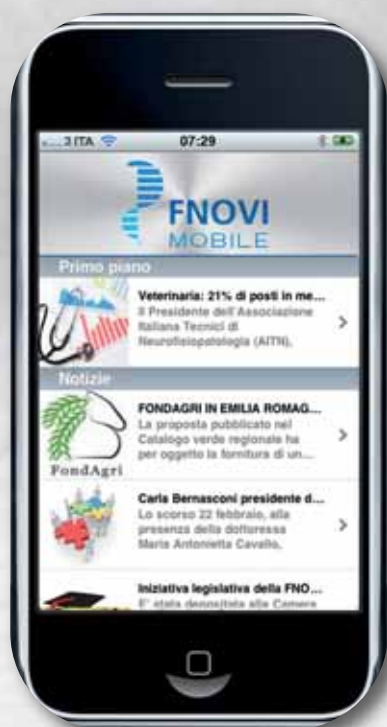 3 ITA 07:29
FNOVI
MOBILE
Primo piano
Veterinaria: 21% di posti in me...
Il Presidente dell'Associazione
Italiana Tecnici di
Neurofisiopatologia (AITN),
Notizie
FONDAGRI IN EMILIA ROMAG...
La proposta pubblicato nel
Catalogo verde regionale ha
per oggetto la fornitura di un...
FondAgri
Carla Bernasconi presidente d...
Lo scorso 22 febbraio, alla
presenza della dottoressa
Maria Antonietta Cavallo,
Iniziativa legislativa della FNO...
E' stata depositata alla Camera